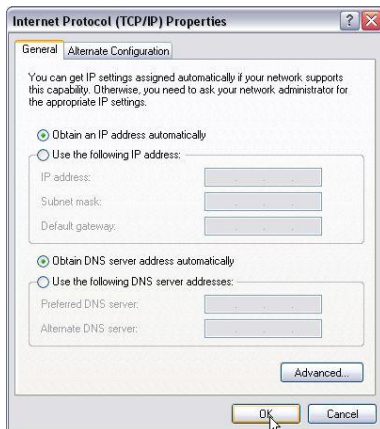 Internet Protocol (TCP/IP) Properties
General
Alternate Configuration
You can get IP settings assigned automatically if your network supports
this capability. Otherwise, you need to ask your network administrator for
the appropriate IP settings.
Obtain an IP address automatically
Use the following IP address:
IP address:
Subnet mask:
Default gateway:
Obtain DNS server address automatically
Use the following DNS server addresses:
Preferred DNS server:
Alternate DNS server:
Advanced...
OK
Cancel